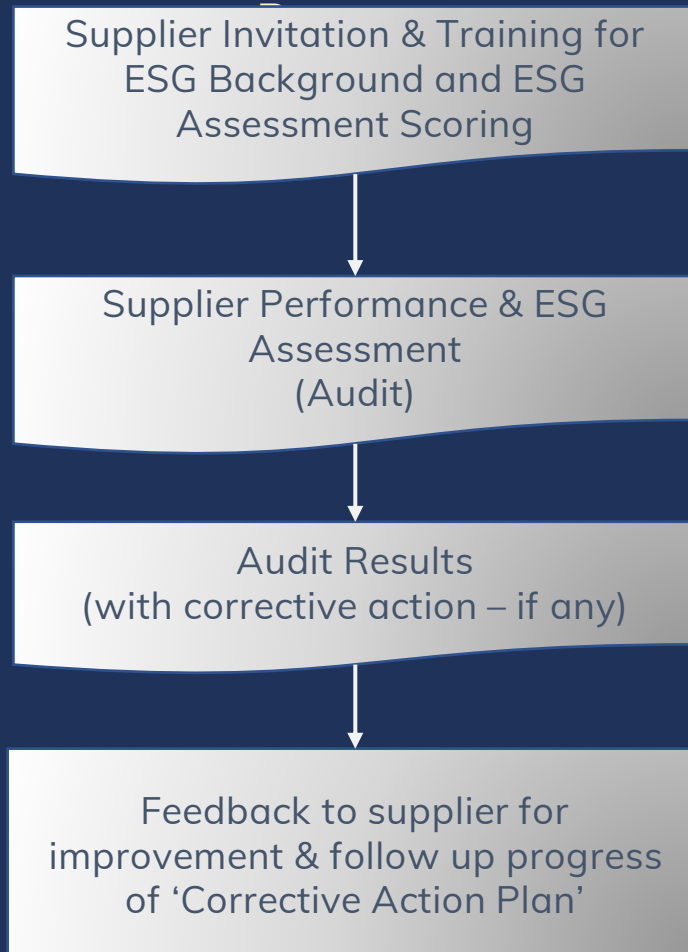 Supplier Invitation & Training for
ESG Background and ESG
Assessment Scoring
Supplier Performance & ESG
Assessment
(Audit)
Audit Results
(with corrective action – if any)
Feedback to supplier for
improvement & follow up progress
of ‘Corrective Action Plan’